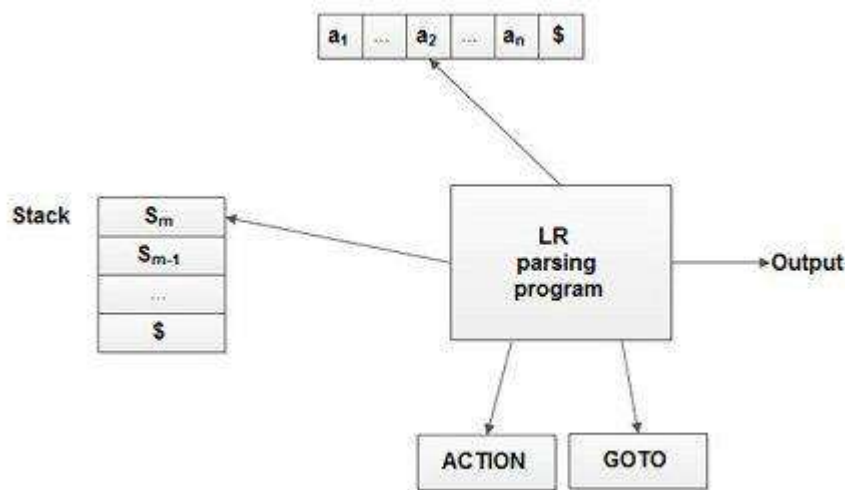 a₁ ... a₂ ... aₙ $
Stack
Sₘ
Sₘ₋₁
...
$
LR
parsing
program
Output
ACTION GOTO